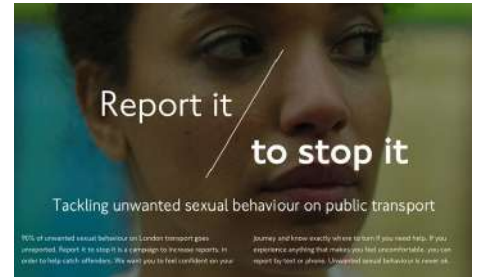 Report it
to stop it
Tackling unwanted sexual behaviour on public transport
90% of unwanted sexual behaviour on London transport goes
unreported. Report it to stop it is a campaign to increase reports, in
order to help catch offenders. We want you to feel confident on your
journey and know exactly where to turn if you need help. If you
experience anything that makes you feel uncomfortable, you can
report by text or phone. Unwanted sexual behaviour is never ok.